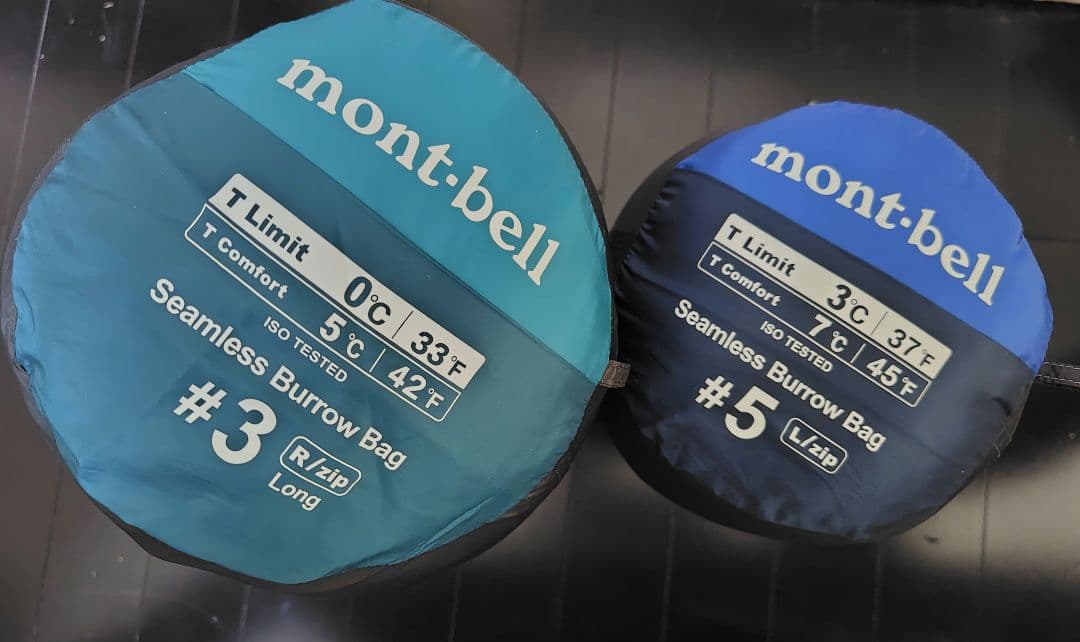 mont·bell
T Limit 0℃ | 33℉
T Comfort 5℃ | 42℉
ISO TESTED
Seamless Burrow Bag
#3 R/zip
Long
mont·bell
T Limit 3℃ | 37℉
T Comfort 7℃ | 45℉
ISO TESTED
Seamless Burrow Bag
#5 L/zip